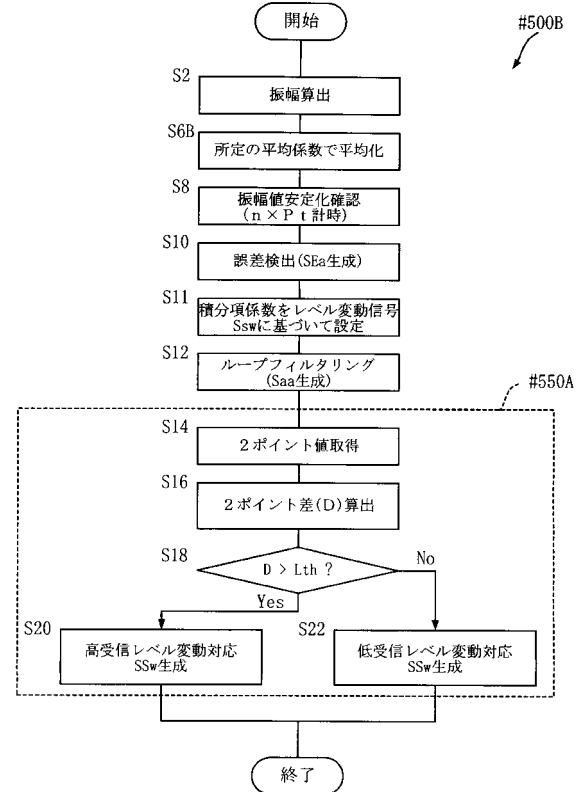 開始
#500B
S2
振幅算出
S6B
所定の平均係数で平均化
S8
振幅値安定化確認
(n×Pt計時)
S10
誤差検出(SEa生成)
S11
積分項係数をレベル変動信号
Sswに基づいて設定
S12
ループフィルタリング
(Saa生成)
#550A
S14
2ポイント値取得
S16
2ポイント差(D)算出
S18
D > Lth ?
No
Yes
S20
高受信レベル変動対応
SSw生成
S22
低受信レベル変動対応
SSw生成
終了